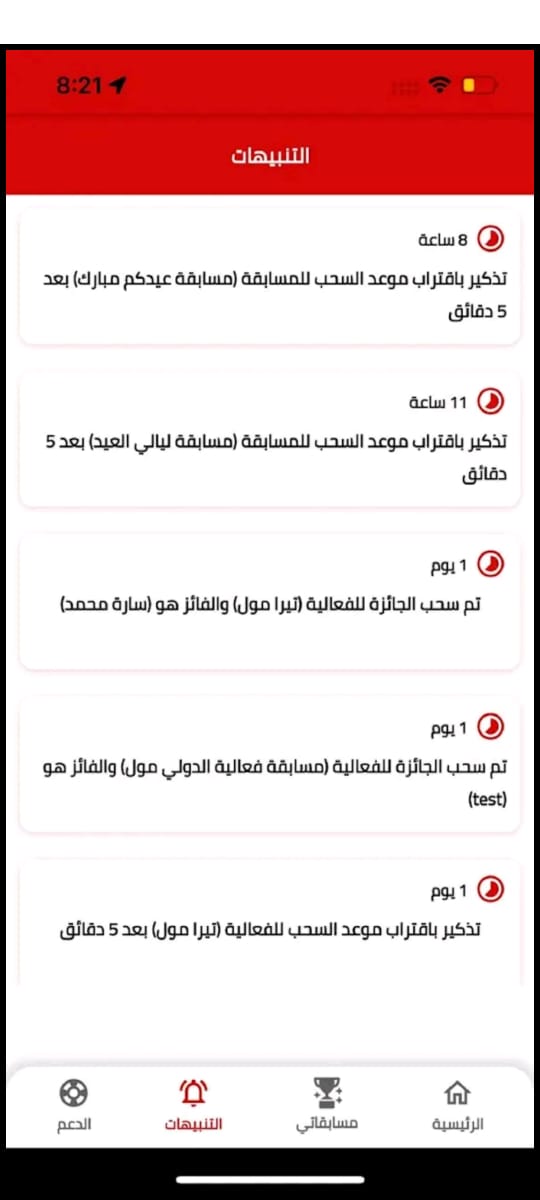 8:21
التنبيهات
8 ساعة
تذكير باقتراب موعد السحب للمسابقة (مسابقة عيدكم مبارك) بعد
5 دقائق
11 ساعة
تذكير باقتراب موعد السحب للمسابقة (مسابقة ليالي العيد) بعد 5
دقائق
1 يوم
تم سحب الجائزة للفعالية (تيرا مول) والفائز هو (سارة محمد)
1 يوم
تم سحب الجائزة للفعالية (مسابقة فعالية الدولي مول) والفائز هو
(test)
1 يوم
تذكير باقتراب موعد السحب للفعالية (تيرا مول) بعد 5 دقائق
الرئيسية
مسابقاتي
التنبيهات
الدعم